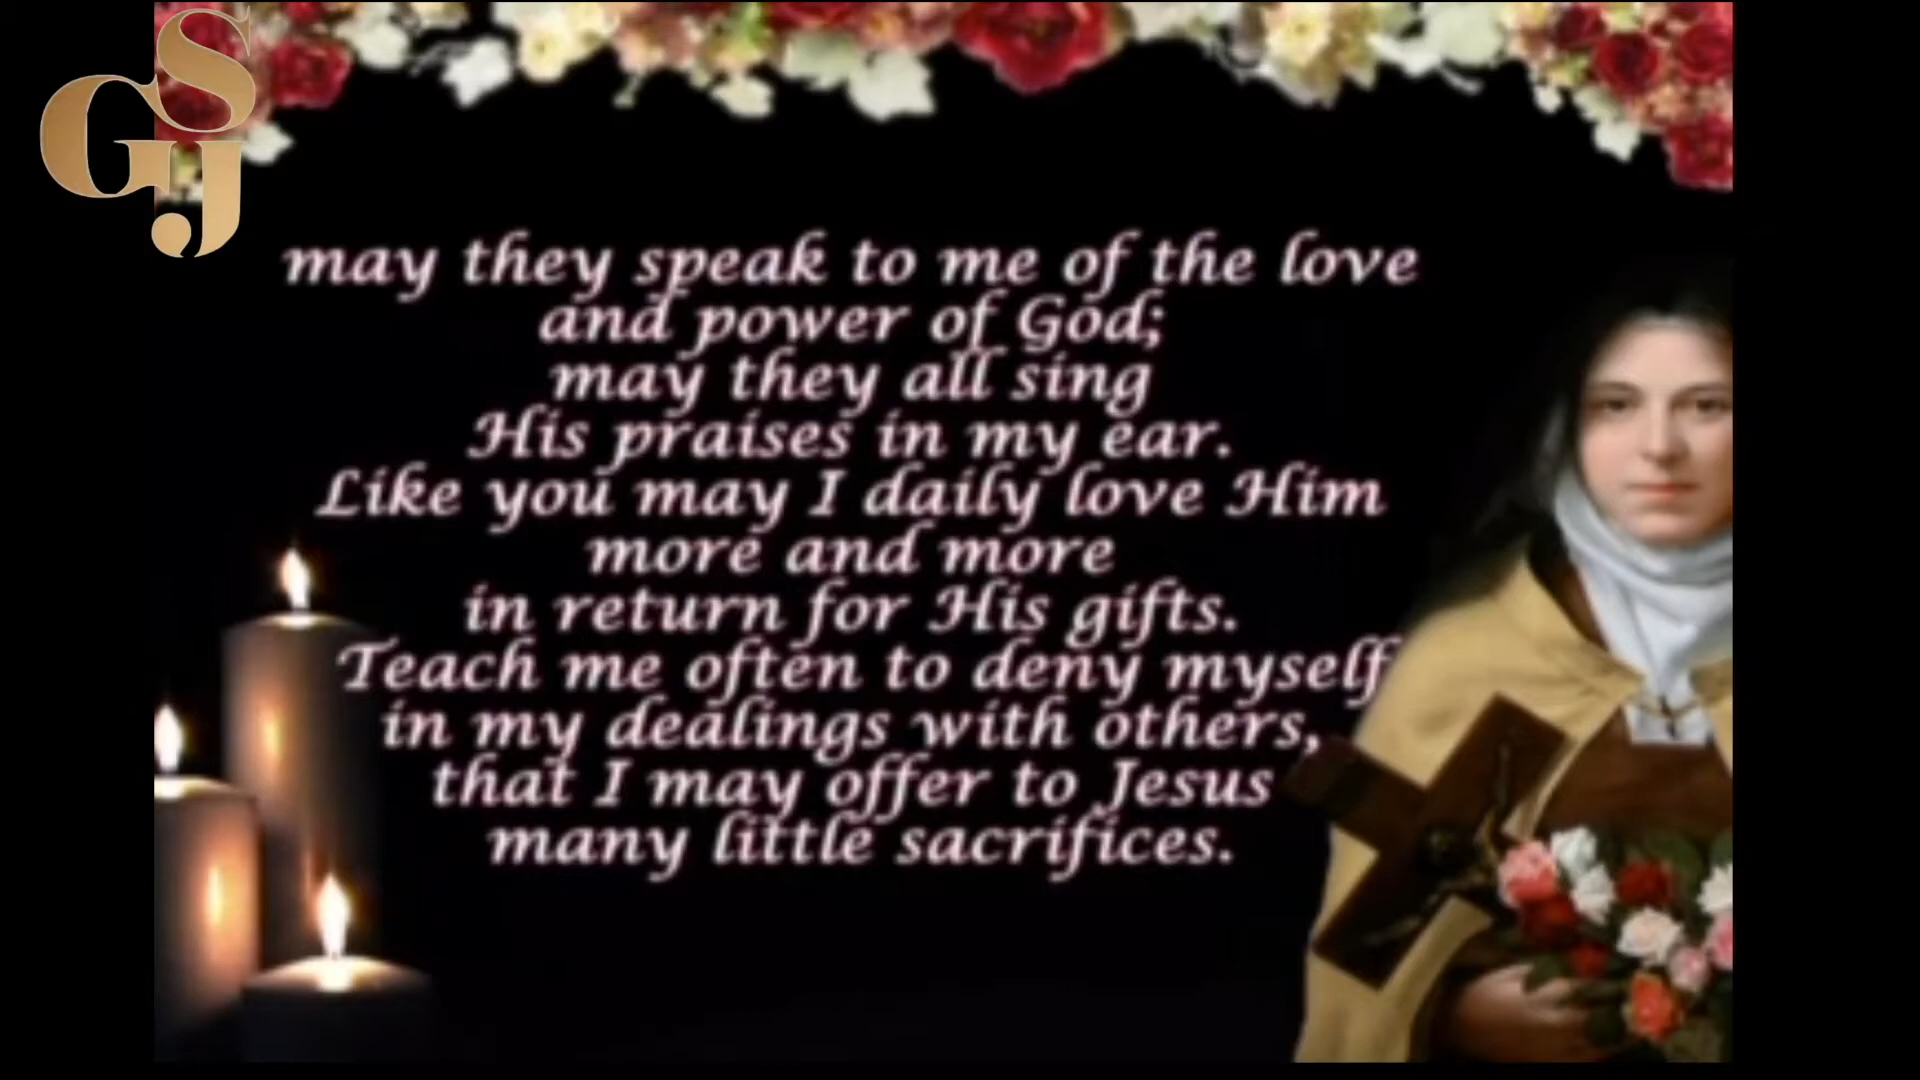 GSJ
may they speak to me of the love
and power of God;
may they all sing
His praises in my ear.
Like you may I daily love Him
more and more
in return for His gifts.
Teach me often to deny myself
in my dealings with others,
that I may offer to Jesus
many little sacrifices.